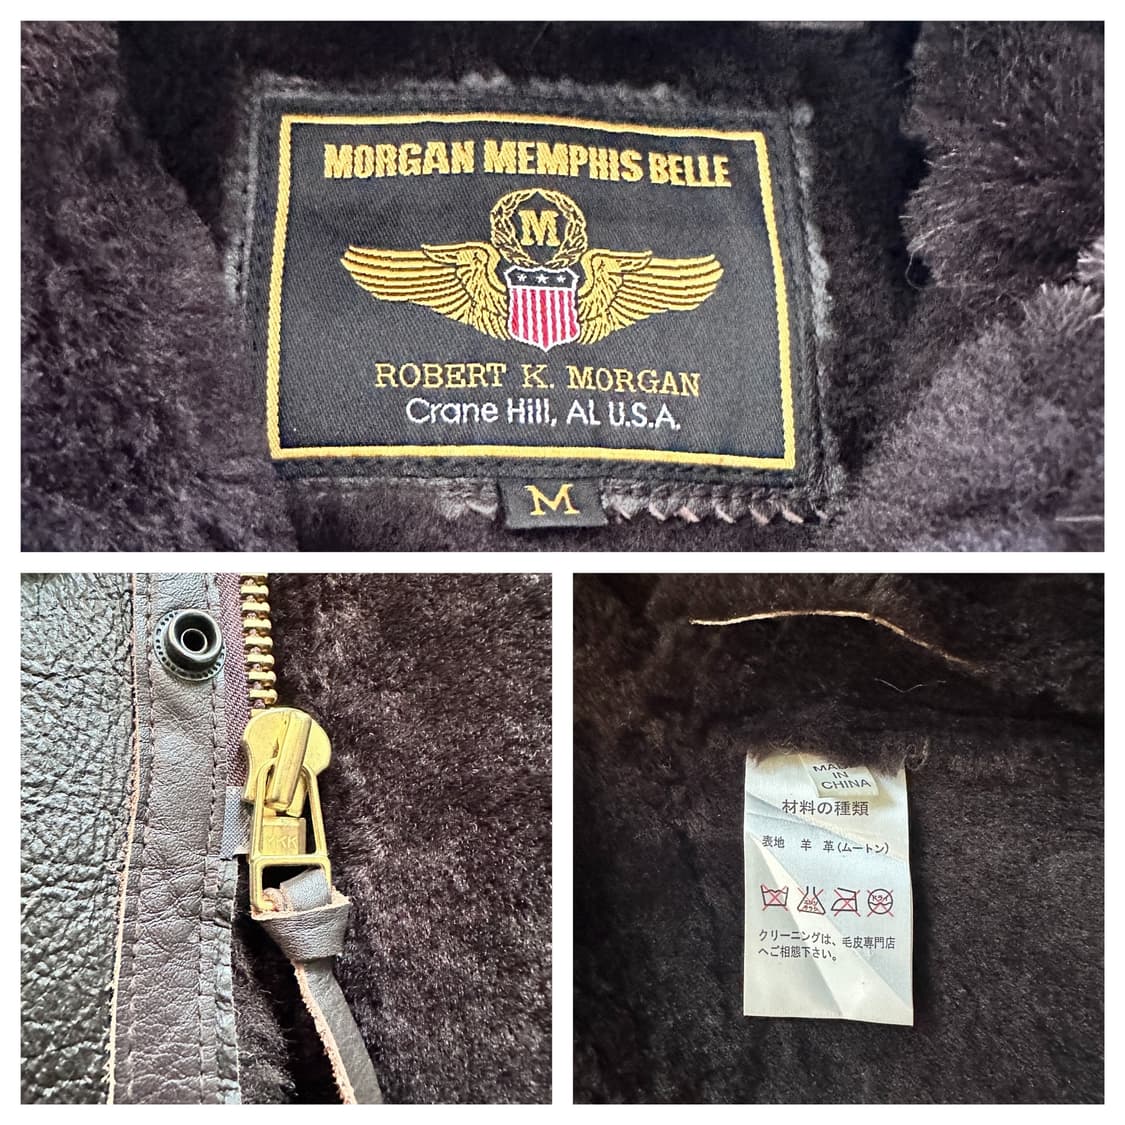 MORGAN MEMPHIS BELLE
M
ROBERT K. MORGAN
Crane Hill, AL U.S.A.
M
YKK
MADE
IN
CHINA
材料の種類
表地 羊 革(ムートン)
クリーニングは、毛皮専門店
へご相態下さい。